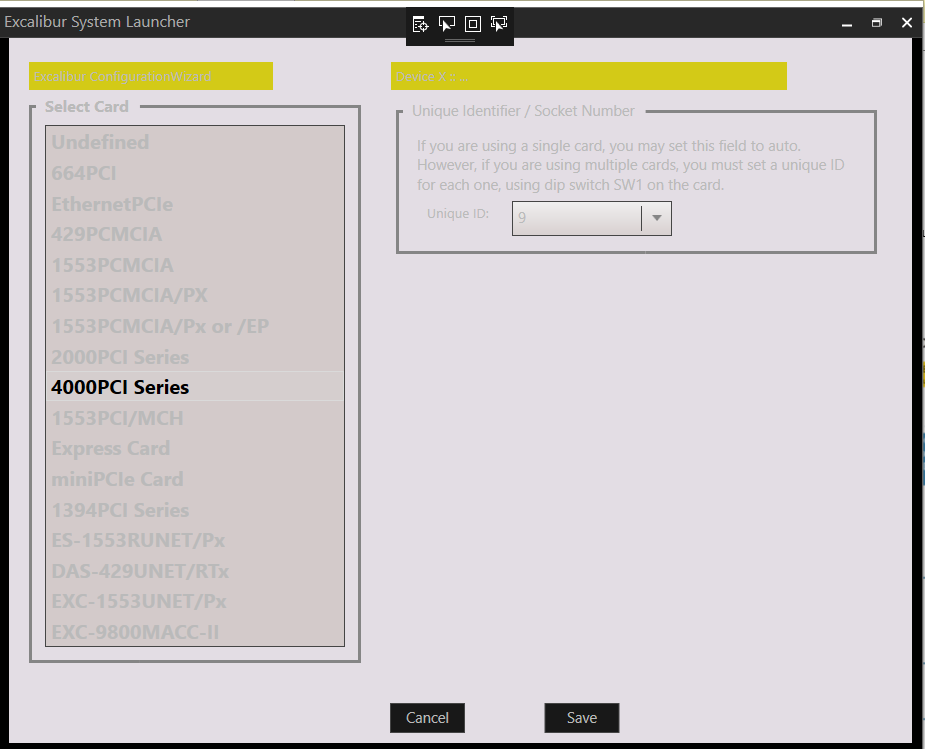 Excalibur System Launcher
Excalibur ConfigurationWizard
Device X : ...
Select Card
Undefined
664PCI
EthernetPCIe
429PCMCIA
1553PCMCIA
1553PCMCIA/PX
1553PCMCIA/Px or /EP
2000PCI Series
4000PCI Series
1553PCI/MCH
Express Card
miniPCIe Card
1394PCI Series
ES-1553RUNET/Px
DAS-429UNET/RTx
EXC-1553UNET/Px
EXC-9800MACC-II
Unique Identifier / Socket Number
If you are using a single card, you may set this field to auto.
However, if you are using multiple cards, you must set a unique ID
for each one, using dip switch SW1 on the card.
Unique ID:
9
Cancel
Save